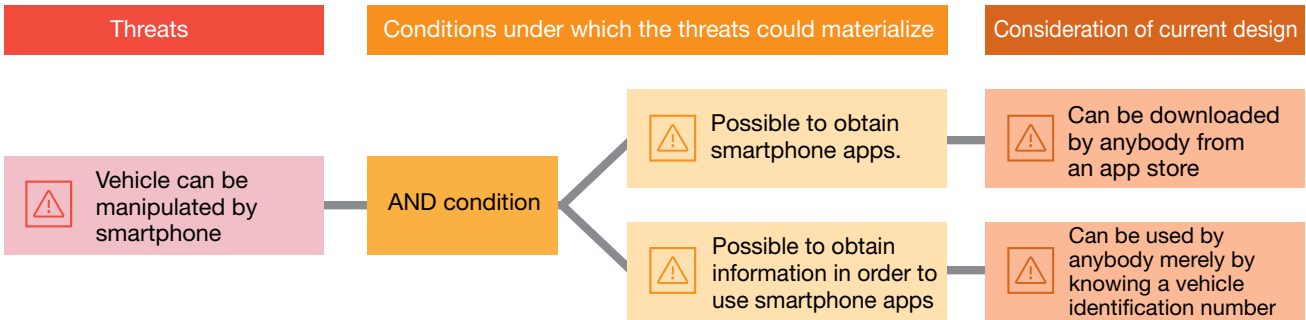 Threats
Conditions under which the threats could materialize
Consideration of current design
Vehicle can be
manipulated by
smartphone
AND condition
Possible to obtain
smartphone apps.
Can be downloaded
by anybody from
an app store
Possible to obtain
information in order to
use smartphone apps
Can be used by
anybody merely by
knowing a vehicle
identification number